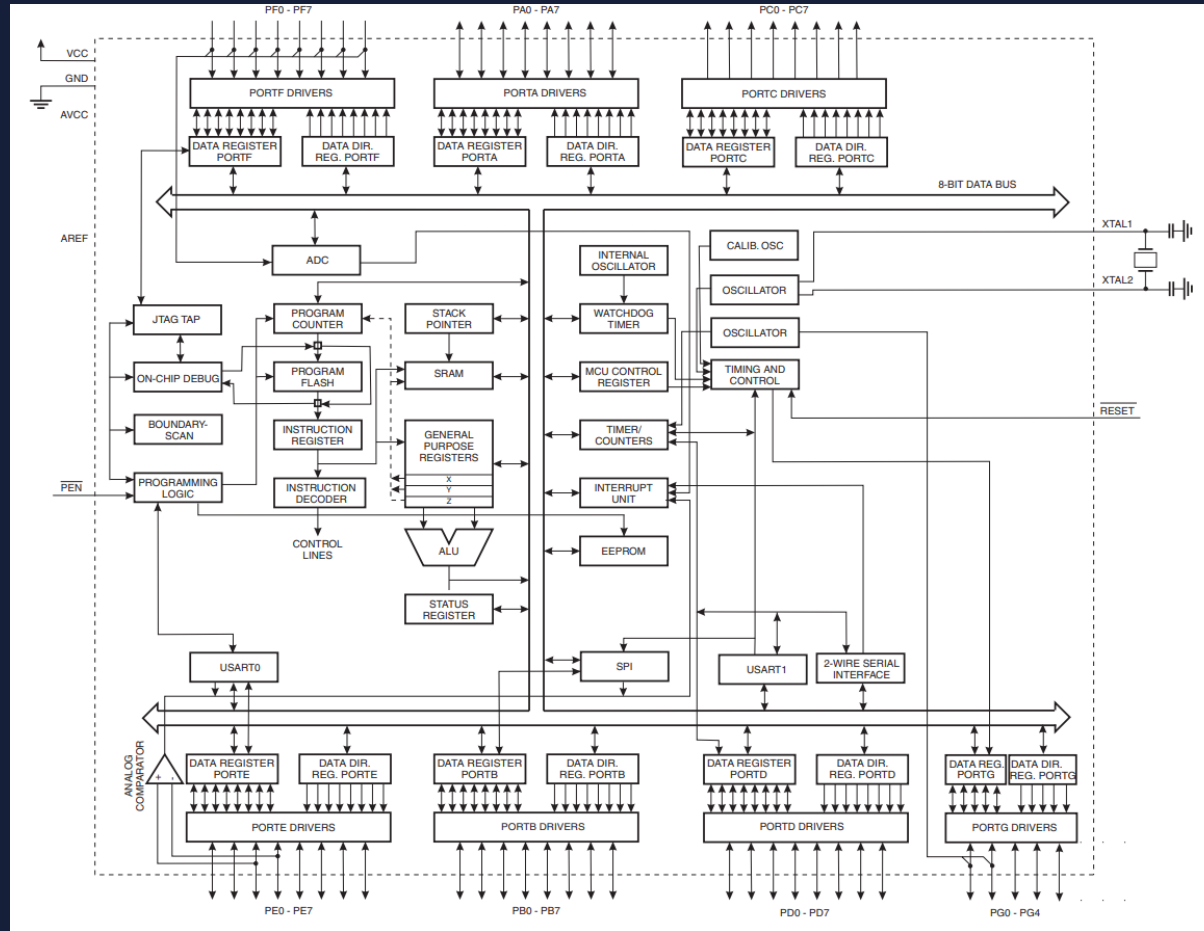 PF0 - PF7
PA0 - PA7
PC0 - PC7
VCC
GND
AVCC
PORTF DRIVERS
PORTA DRIVERS
PORTC DRIVERS
DATA REGISTER
PORTF
DATA DIR.
REG. PORTF
DATA REGISTER
PORTA
DATA DIR.
REG. PORTA
DATA REGISTER
PORTC
DATA DIR.
REG. PORTC
8-BIT DATA BUS
AREF
XTAL1
CALIB. OSC
ADC
INTERNAL
OSCILLATOR
OSCILLATOR
XTAL2
JTAG TAP
PROGRAM
COUNTER
STACK
POINTER
WATCHDOG
TIMER
OSCILLATOR
ON-CHIP DEBUG
PROGRAM
FLASH
SRAM
MCU CONTROL
REGISTER
TIMING AND
CONTROL
RESET
BOUNDARY-
SCAN
INSTRUCTION
REGISTER
GENERAL
PURPOSE
REGISTERS
TIMER/
COUNTERS
X
Y
Z
PEN
PROGRAMMING
LOGIC
INSTRUCTION
DECODER
INTERRUPT
UNIT
CONTROL
LINES
ALU
EEPROM
STATUS
REGISTER
USART0
SPI
USART1
2-WIRE SERIAL
INTERFACE
ANALOG
COMPARATOR
+
-
DATA REGISTER
PORTE
DATA DIR.
REG. PORTE
DATA REGISTER
PORTB
DATA DIR.
REG. PORTB
DATA REGISTER
PORTD
DATA DIR.
REG. PORTD
DATA REG.
PORTG
DATA DIR.
REG. PORTG
PORTE DRIVERS
PORTB DRIVERS
PORTD DRIVERS
PORTG DRIVERS
PE0 - PE7
PB0 - PB7
PD0 - PD7
PG0 - PG4